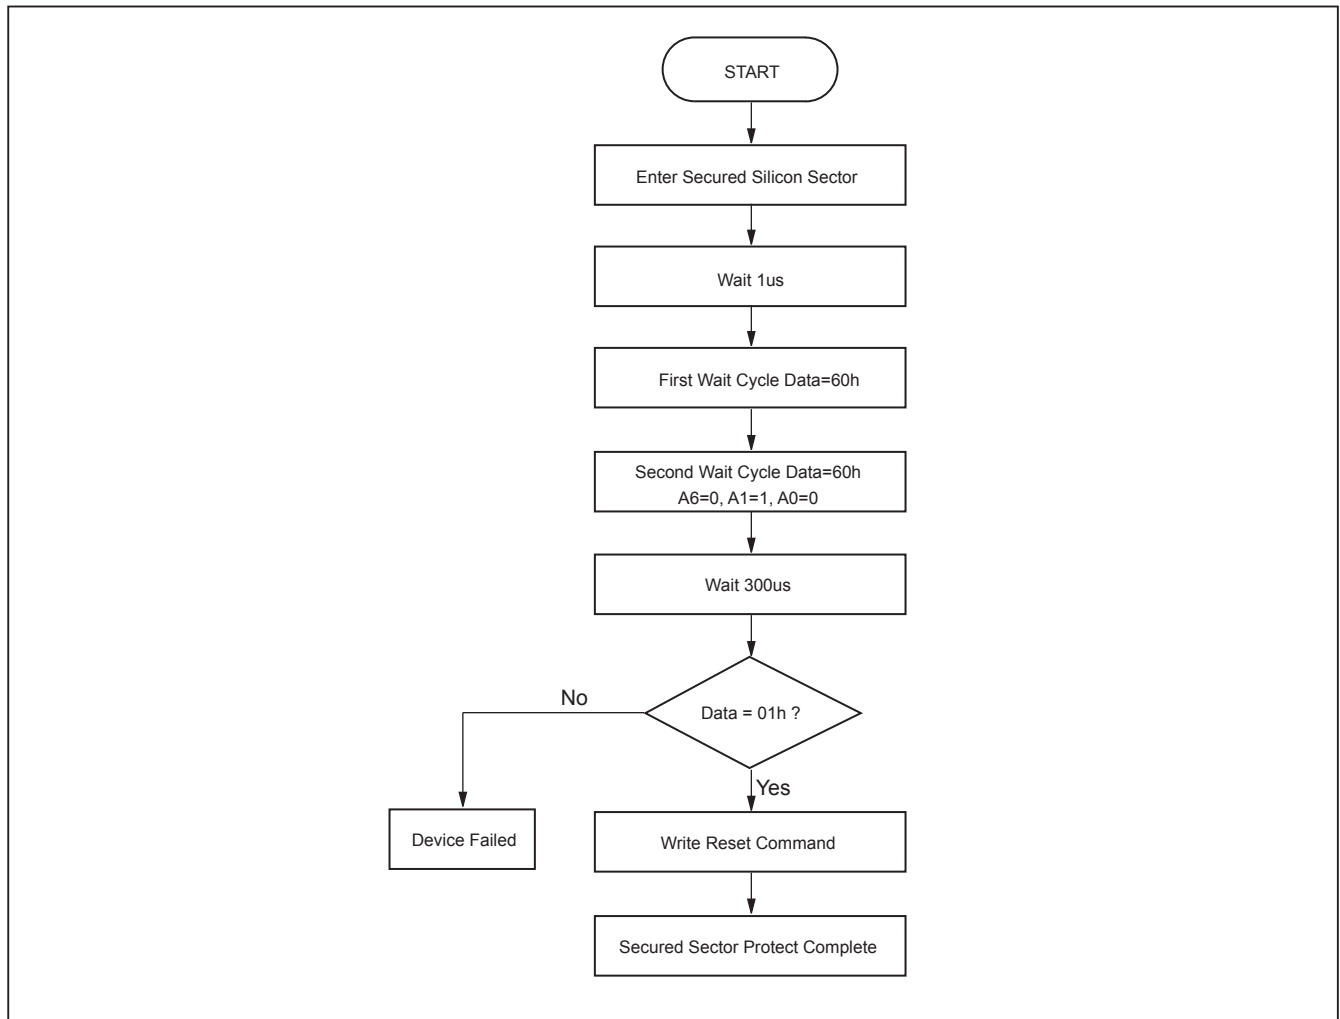 START
Enter Secured Silicon Sector
Wait 1us
First Wait Cycle Data=60h
Second Wait Cycle Data=60h
A6=0, A1=1, A0=0
Wait 300us
No
Data = 01h ?
Yes
Device Failed
Write Reset Command
Secured Sector Protect Complete